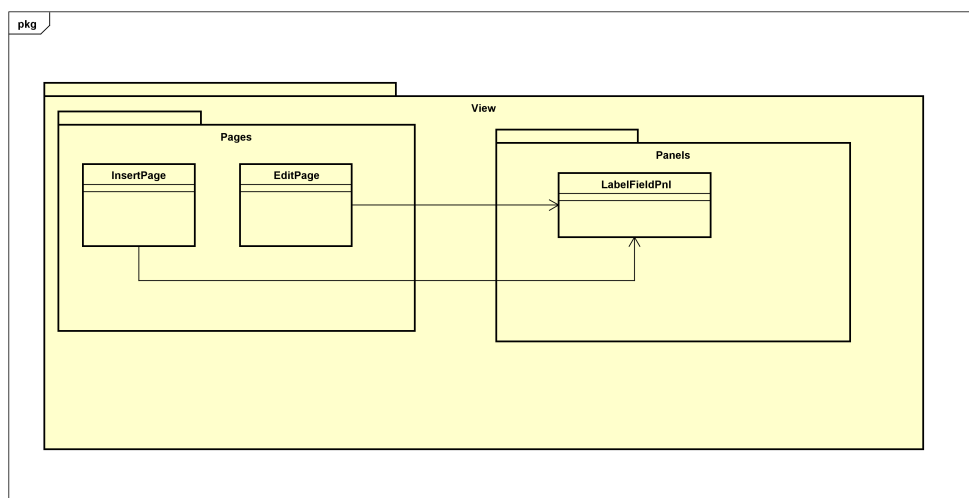 pkg
View
Pages
Panels
InsertPage
EditPage
LabelFieldPnl